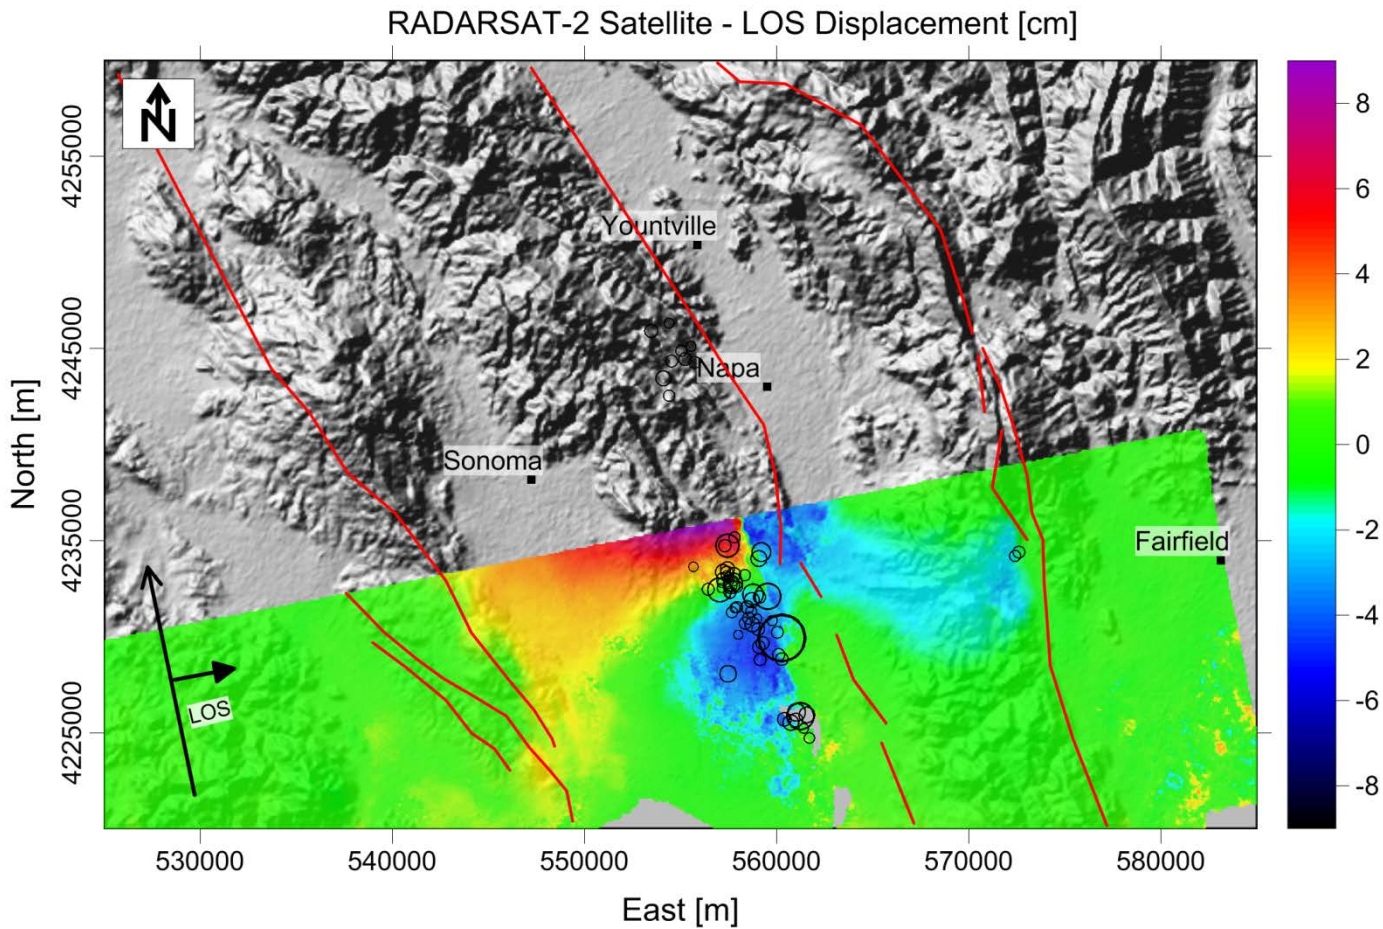 RADARSAT-2 Satellite - LOS Displacement [cm]
N
Yountville
Napa
Sonoma
Fairfield
LOS
4255000
4245000
4235000
4225000
North [m]
530000 540000 550000 560000 570000 580000
East [m]
8
6
4
2
0
-2
-4
-6
-8